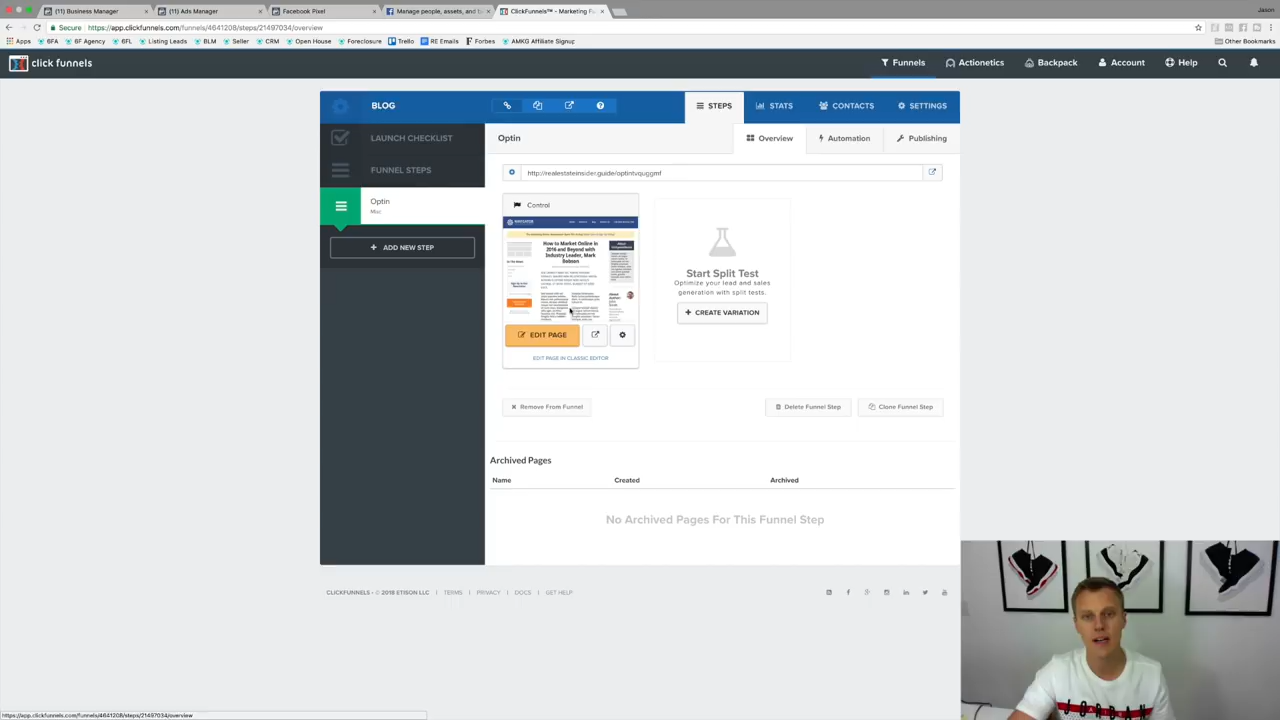 (11) Business Manager
(11) Ads Manager
Facebook Pixel
Manage people, assets, and
ClickFunnels™ – Marketing Fu
Jason
Secure
https://app.clickfunnels.com/funnels/4641208/steps/21497034/overview
Apps
6FA
6F Agency
6FL
Listing Leads
BLM
Seller
CRM
Open House
Foreclosure
Trello
RE Emails
Forbes
AMKG Affiliate Signup
Other Bookmarks
click funnels
Funnels
Actionetics
Backpack
Account
Help
BLOG
STEPS
STATS
CONTACTS
SETTINGS
LAUNCH CHECKLIST
FUNNEL STEPS
Optin
Misc
+ ADD NEW STEP
Optin
Overview
Automation
Publishing
http://realestateinsider.guide/optintvquggmf
Control
How to Market Online in
2016 and Beyond with
Industry Leader, Mark
Dobson
EDIT PAGE
EDIT PAGE IN CLASSIC EDITOR
Start Split Test
Optimize your lead and sales
generation with split tests.
+ CREATE VARIATION
Remove From Funnel
Delete Funnel Step
Clone Funnel Step
Archived Pages
Name
Created
Archived
No Archived Pages For This Funnel Step
CLICKFUNNELS - © 2018 ETISON LLC | TERMS | PRIVACY | DOCS | GET HELP
JORDAN
https://app.clickfunnels.com/funnels/4641208/steps/21497034/overview